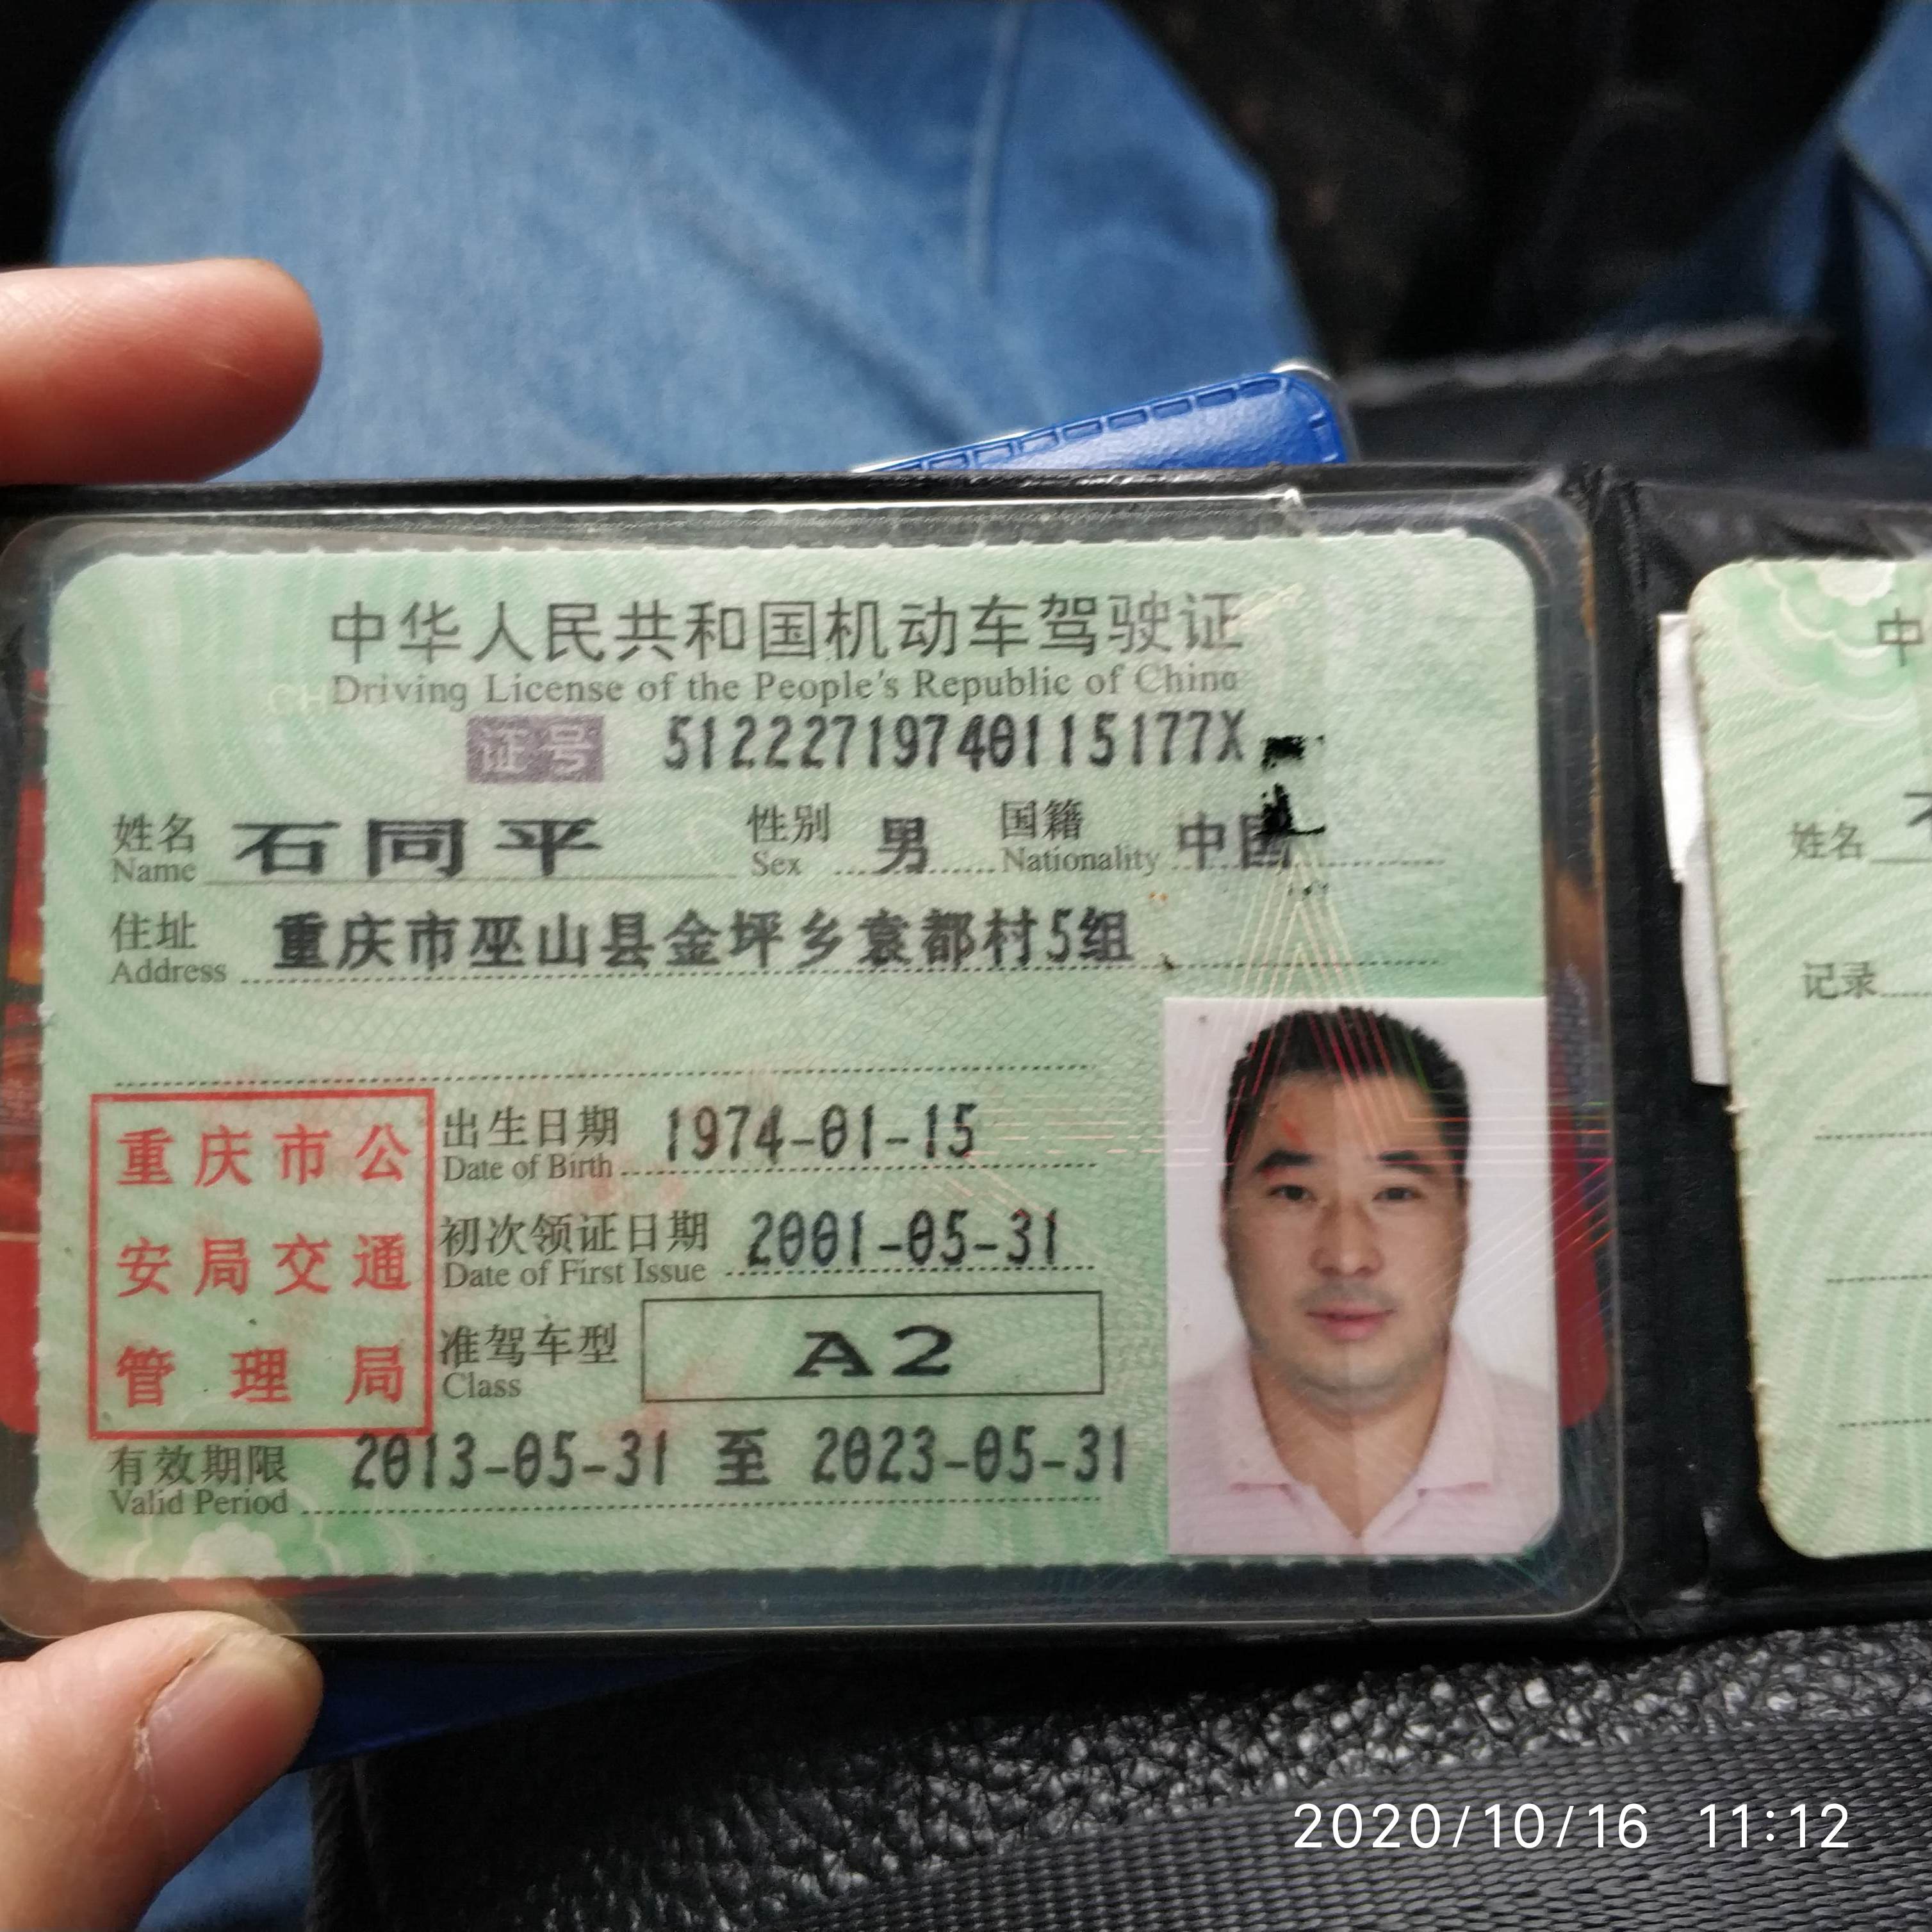 中华人民共和国机动车驾驶证
Driving License of the People's Republic of China
证号 51222719740115177X
姓名 石同平 性别 男 国籍 中国
Name Sex Nationality
住址 重庆市巫山县金坪乡袁都村5组
Address
重庆市公
安局交通
管理局
出生日期 1974-01-15
Date of Birth
初次领证日期 2001-05-31
Date of First Issue
准驾车型 A2
Class
有效期限 2013-05-31 至 2023-05-31
Valid Period
中
姓名
记录
2020/10/16 11:12